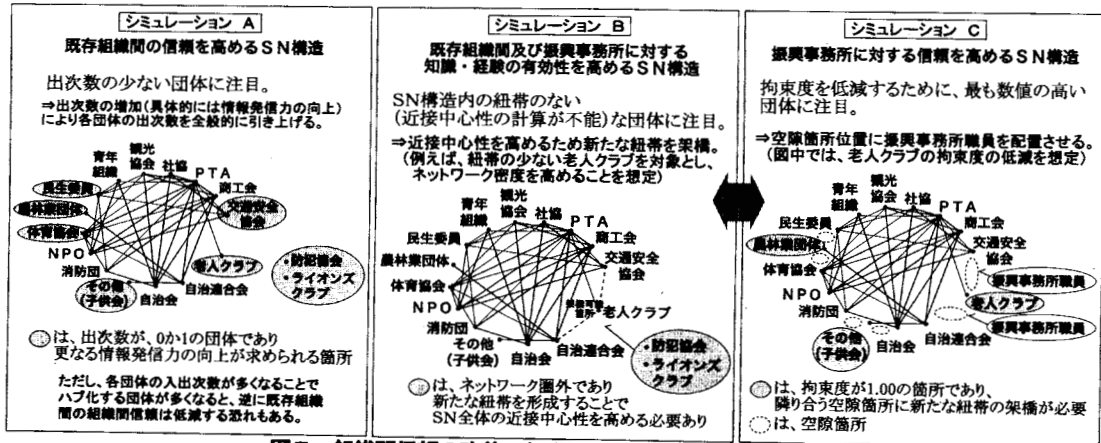 シミュレーション A
既存組織間の信頼を高めるSN構造
出次数の少ない団体に注目。
⇒出次数の増加(具体的には情報発信力の向上)
により各団体の出次数を全般的に引き上げる。
観光
協会
社協
青年
組織
PTA
商工会
民生委員
農林業団体
交通安全
協会
体育協会
NPO
消防団
老人クラブ
その他
(子供会)
自治会
自治連合会
・防犯協会
・ライオンズ
クラブ
は、出次数が、0か1の団体であり
更なる情報発信力の向上が求められる箇所
ただし、各団体の入出次数が多くなることで
ハブ化する団体が多くなると、逆に既存組織
間の組織間信頼は低減する恐れもある。
シミュレーション B
既存組織間及び振興事務所に対する
知識・経験の有効性を高めるSN構造
SN構造内の紐帯のない
(近接中心性の計算が不能)な団体に注目。
⇒近接中心性を高めるため新たな紐帯を架橋。
(例えば、紐帯の少ない老人クラブを対象とし、
ネットワーク密度を高めることを想定)
観光
協会
社協
青年
組織
PTA
商工会
民生委員
交通安全
協会
農林業団体
体育協会
NPO
箇所
老人クラブ
消防団
その他
(子供会)
自治会
自治連合会
・防犯協会
・ライオンズ
クラブ
は、ネットワーク圏外であり
新たな紐帯を形成することで
SN全体の近接中心性を高める必要あり
シミュレーション C
振興事務所に対する信頼を高めるSN構造
拘束度を低減するために、最も数値の高い
団体に注目。
⇒空隙箇所位置に振興事務所職員を配置させる。
(図中では、老人クラブの拘束度の低減を想定)
観光
協会
社協
青年
組織
PTA
商工会
民生委員
農林業団体
交通安全
協会
体育協会
NPO
振興事務所職員
老人クラブ
消防団
振興事務所職員
その他
(子供会)
自治会
自治連合会
は、拘束度が1.00の箇所であり、
隣り合う空隙箇所に新たな紐帯の架橋が必要
は、空隙箇所